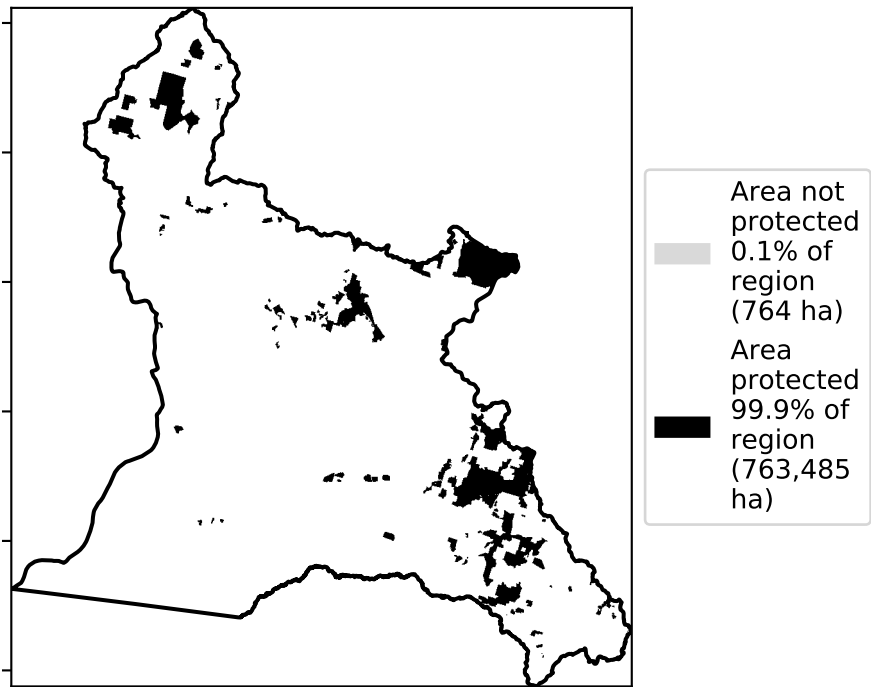 Area not
protected
0.1% of
region
(764 ha)
Area
protected
99.9% of
region
(763,485
ha)